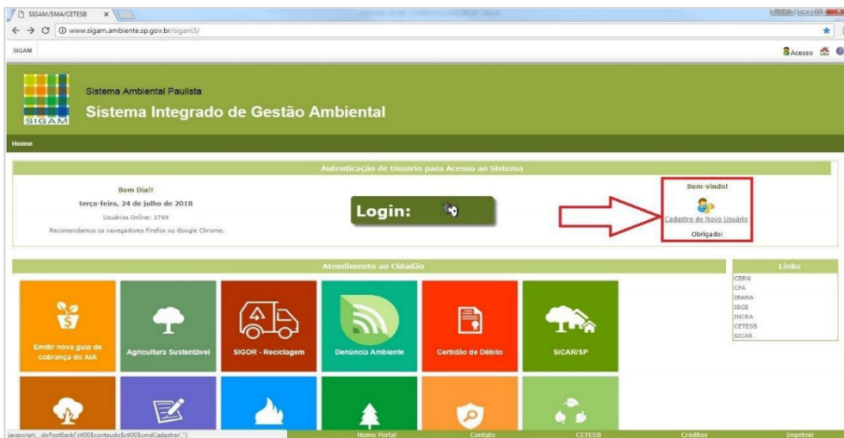 SIGAM/SMA/CETESB
www.sigam.ambiente.sp.gov.br/sigam3/
SIGAM
Acesso
Sistema Ambiental Paulista
Sistema Integrado de Gestão Ambiental
SIGAM
Home
Autenticação de Usuário para Acesso ao Sistema
Bom Dia!!
terça-feira, 24 de julho de 2018
Usuários Online: 1769
Recomendamos os navegadores Firefox ou Google Chrome.
Login:
Bem-vindo!
Cadastro de Novo Usuário
Obrigado!
Atendimento ao Cidadão
Links
Emitir nova guia de
cobrança do AIA
Agricultura Sustentável
SIGOR - Reciclagem
Denúncia Ambiente
Certidão de Débito
SiCAR/SP
CBRN
CFA
IBAMA
IBGE
INCRA
CETESB
SICAR
Home Portal
Contato
CETESB
Créditos
Imprimir